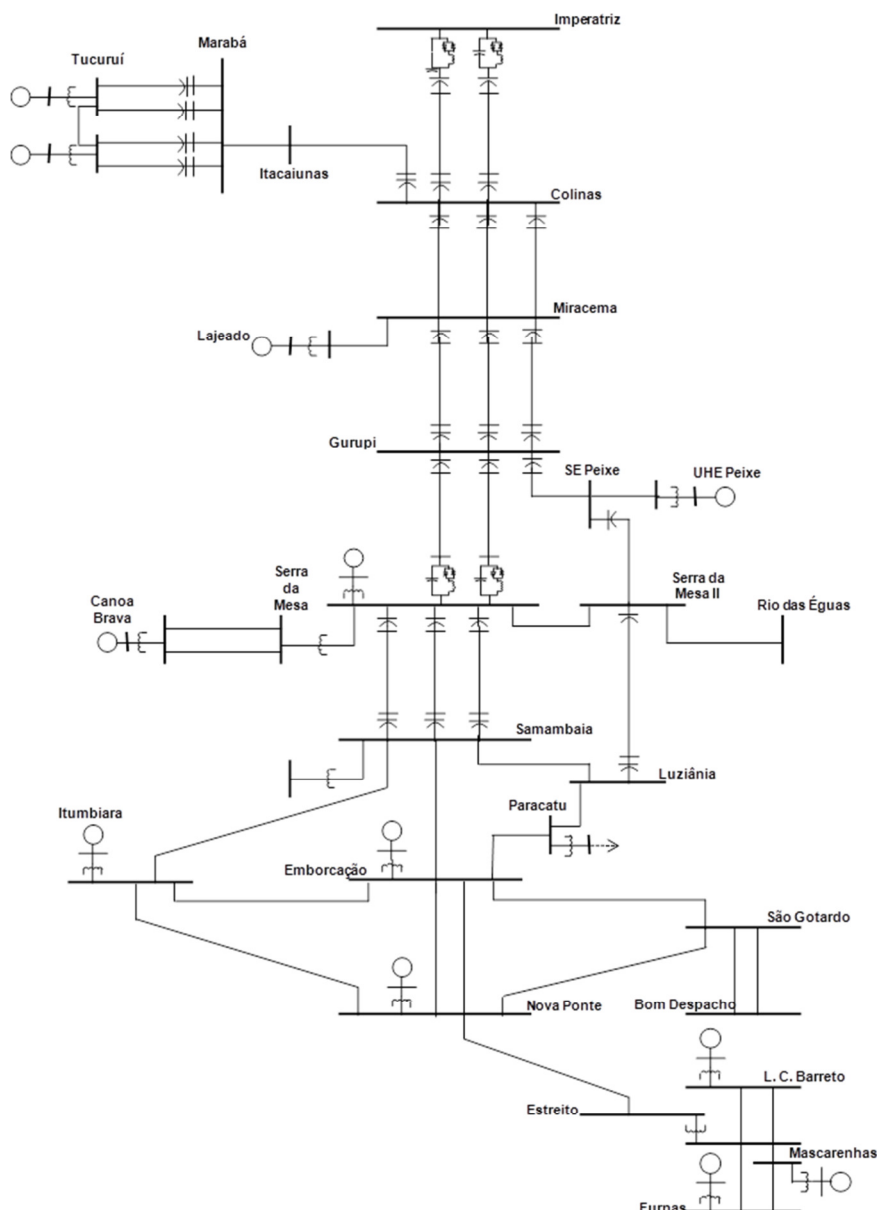 Imperatriz
Marabá
Tucuruí
Itacaiunas
Colinas
Miracema
Lajeado
Gurupi
SE Peixe
UHE Peixe
Serra
da
Mesa
Canoa
Brava
Serra da
Mesa II
Rio das Éguas
Samambaia
Luziânia
Paracatu
Itumbiara
Emborcação
São Gotardo
Nova Ponte
Bom Despacho
L. C. Barreto
Estreito
Mascarenhas
Furnas